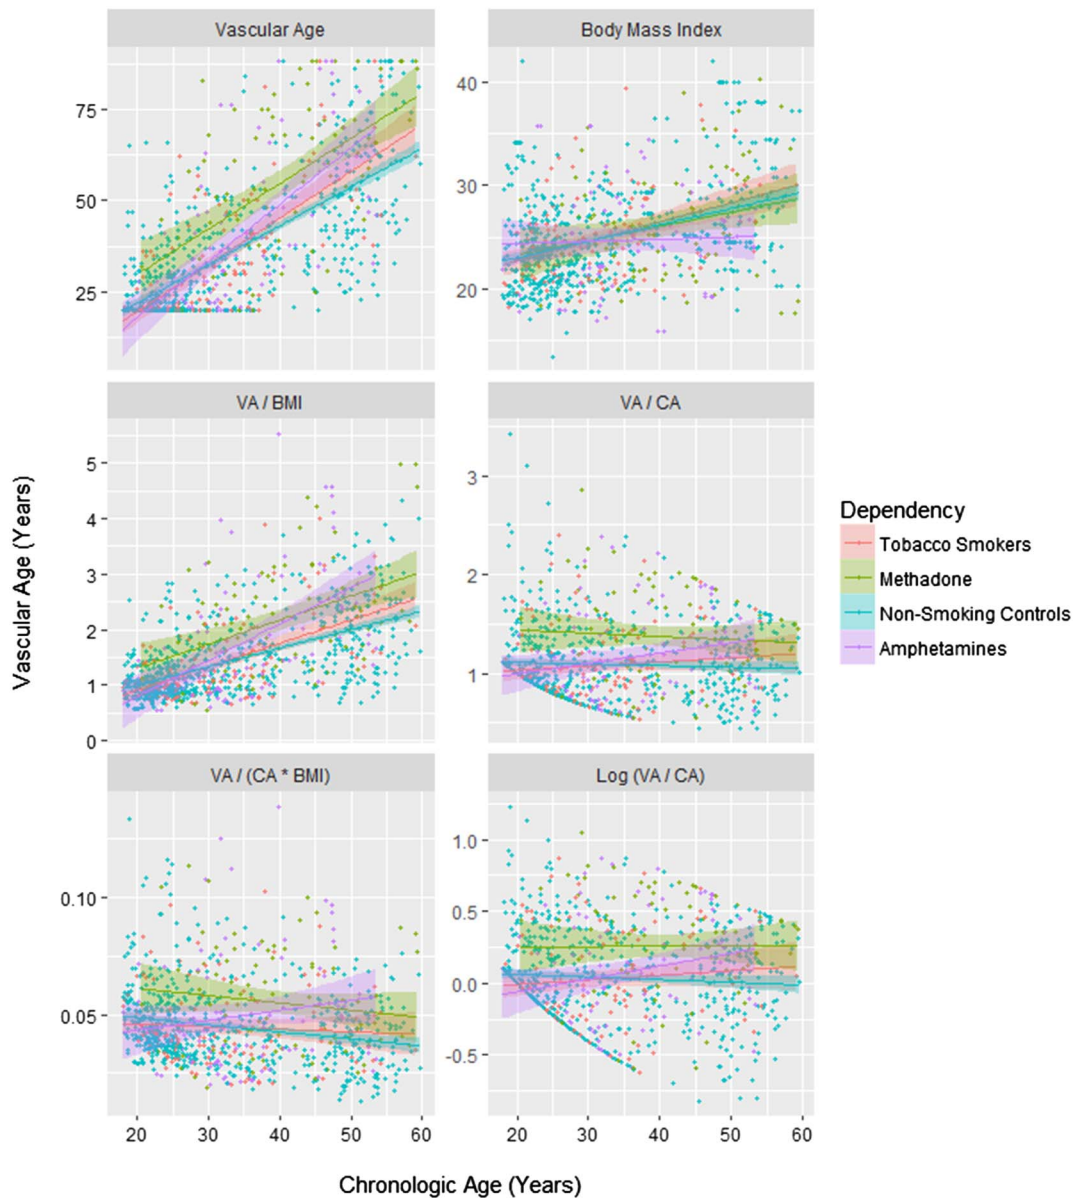 Vascular Age
Body Mass Index
75
50
25
40
30
20
VA / BMI
VA / CA
5
4
3
2
1
0
3
2
1
VA / (CA * BMI)
Log (VA / CA)
0.10
0.05
1.0
0.5
0.0
-0.5
20 30 40 50 60
20 30 40 50 60
Chronologic Age (Years)
Vascular Age (Years)
Dependency
Tobacco Smokers
Methadone
Non-Smoking Controls
Amphetamines